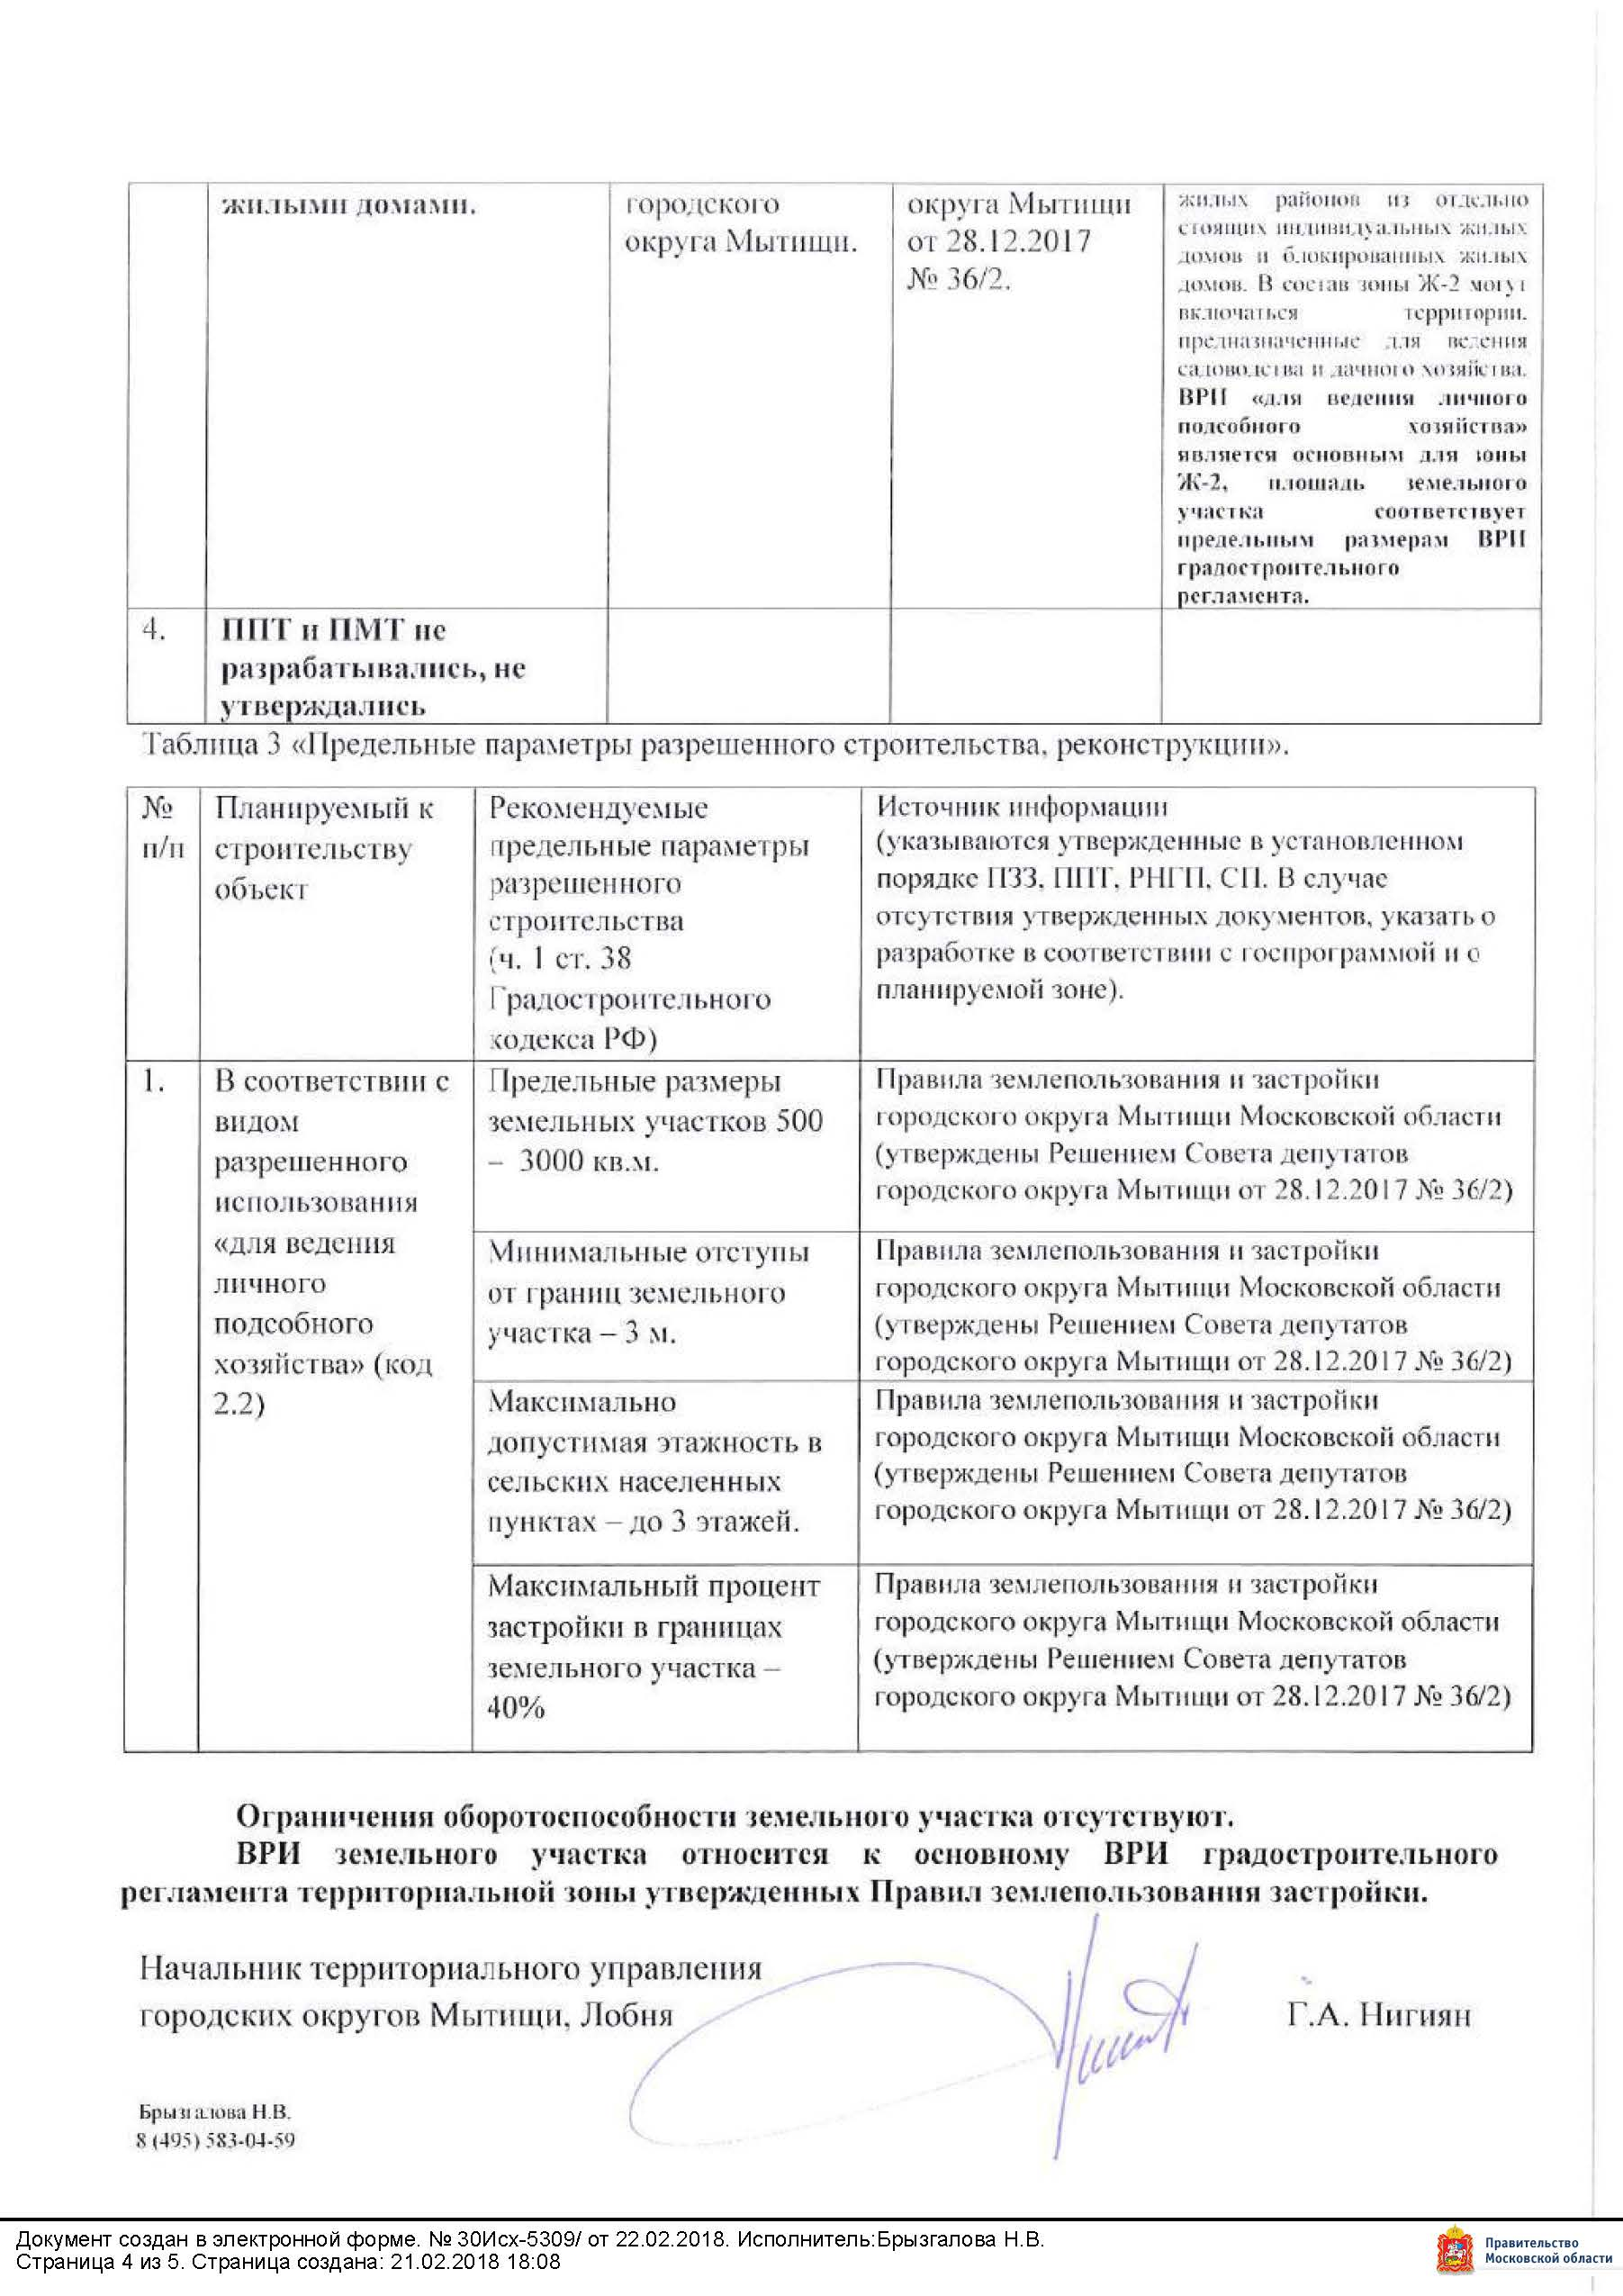 жилыми домами.
городского
округа Мытищи.
округа Мытищи
от 28.12.2017
№ 36/2.
жилых районов из отдельно
стоящих индивидуальных жилых
домов и блокированных жилых
домов. В состав зоны Ж-2 могут
включаться территории,
предназначенные для ведения
садоводства и дачного хозяйства.
ВРИ «для ведения личного
подсобного хозяйства»
является основным для зоны
Ж-2, площадь земельного
участка соответствует
предельным размерам ВРИ
градостроительного
регламента.
4.
ППТ и ПМТ не
разрабатывались, не
утверждались
Таблица 3 «Предельные параметры разрешенного строительства, реконструкции».
№
п/п
Планируемый к
строительству
объект
Рекомендуемые
предельные параметры
разрешенного
строительства
(ч. 1 ст. 38
Градостроительного
кодекса РФ)
Источник информации
(указываются утвержденные в установленном
порядке ПЗЗ, ППТ, РНГП, СП. В случае
отсутствия утвержденных документов, указать о
разработке в соответствии с госпрограммой и о
планируемой зоне).
1.
В соответствии с
видом
разрешенного
использования
«для ведения
личного
подсобного
хозяйства» (код
2.2)
Предельные размеры
земельных участков 500
– 3000 кв.м.
Правила землепользования и застройки
городского округа Мытищи Московской области
(утверждены Решением Совета депутатов
городского округа Мытищи от 28.12.2017 № 36/2)
Минимальные отступы
от границ земельного
участка – 3 м.
Правила землепользования и застройки
городского округа Мытищи Московской области
(утверждены Решением Совета депутатов
городского округа Мытищи от 28.12.2017 № 36/2)
Максимально
допустимая этажность в
сельских населенных
пунктах – до 3 этажей.
Правила землепользования и застройки
городского округа Мытищи Московской области
(утверждены Решением Совета депутатов
городского округа Мытищи от 28.12.2017 № 36/2)
Максимальный процент
застройки в границах
земельного участка –
40%
Правила землепользования и застройки
городского округа Мытищи Московской области
(утверждены Решением Совета депутатов
городского округа Мытищи от 28.12.2017 № 36/2)
Ограничения оборотоспособности земельного участка отсутствуют.
ВРИ земельного участка относится к основному ВРИ градостроительного
регламента территориальной зоны утвержденных Правил землепользования застройки.
Начальник территориального управления
городских округов Мытищи, Лобня
Г.А. Нигиян
Брызгалова Н.В.
8 (495) 583-04-59
Документ создан в электронной форме. № 30Исх-5309/ от 22.02.2018. Исполнитель:Брызгалова Н.В.
Страница 4 из 5. Страница создана: 21.02.2018 18:08
Правительство
Московской области